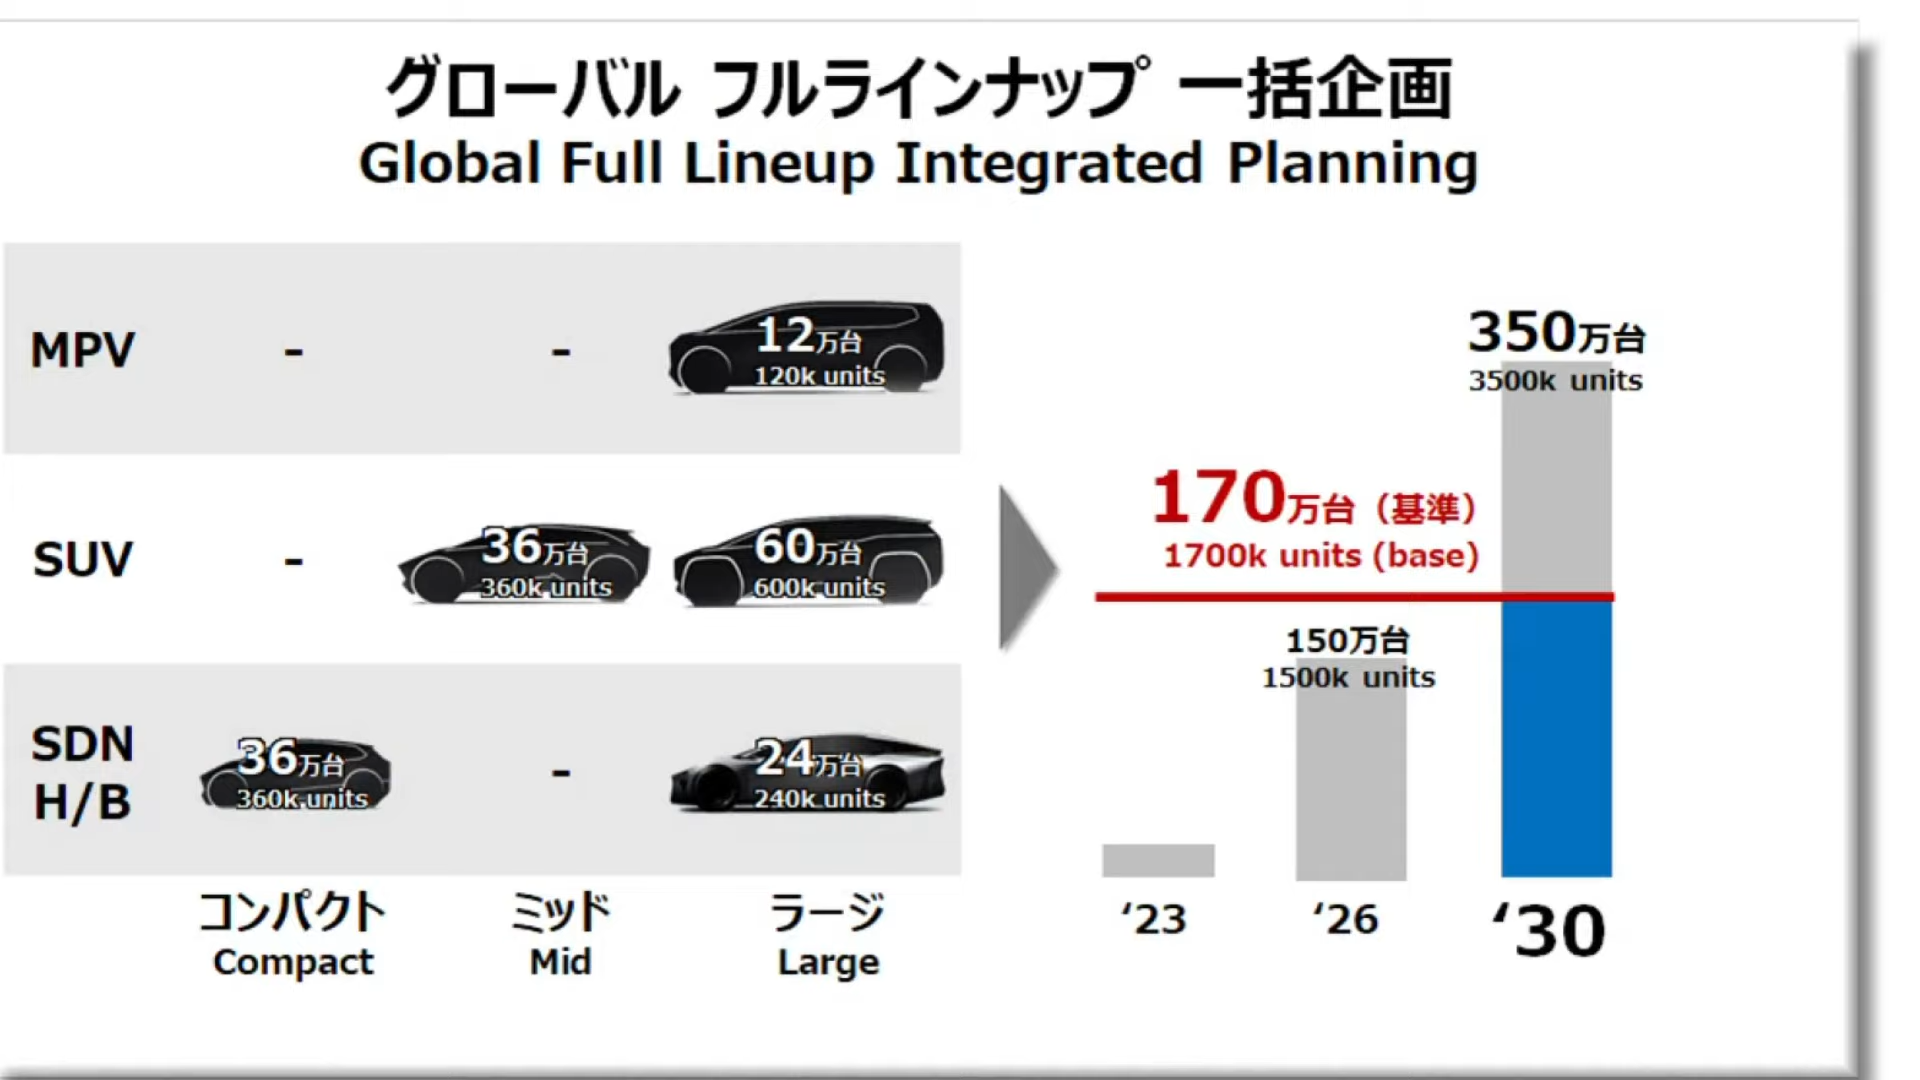 グローバル フルラインナップ 一括企画
Global Full Lineup Integrated Planning
MPV
-
-
12万台
120k units
SUV
-
36万台
360k units
60万台
600k units
SDN
H/B
36万台
360k units
-
24万台
240k units
コンパクト
Compact
ミッド
Mid
ラージ
Large
350万台
3500k units
170万台（基準）
1700k units (base)
150万台
1500k units
‘23
‘26
‘30